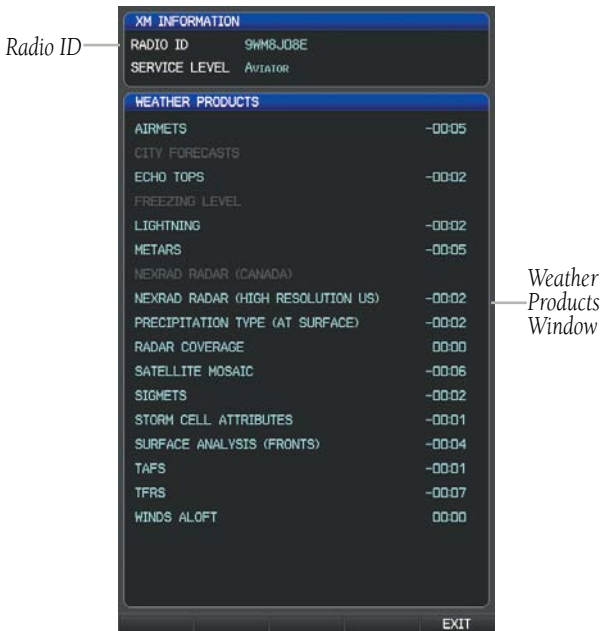 XM INFORMATION
Radio ID
RADIO ID 9WM8J08E
SERVICE LEVEL AVIATOR
WEATHER PRODUCTS
AIRMETS -00:05
CITY FORECASTS
ECHO TOPS -00:02
FREEZING LEVEL
LIGHTNING -00:02
METARS -00:05
NEXRAD RADAR (CANADA)
NEXRAD RADAR (HIGH RESOLUTION US) -00:02
PRECIPITATION TYPE (AT SURFACE) -00:02
RADAR COVERAGE 00:00
SATELLITE MOSAIC -00:06
SIGMETS -00:02
STORM CELL ATTRIBUTES -00:01
SURFACE ANALYSIS (FRONTS) -00:04
TAFS -00:01
TFRS -00:07
WINDS ALOFT 00:00
Weather
Products
Window
EXIT